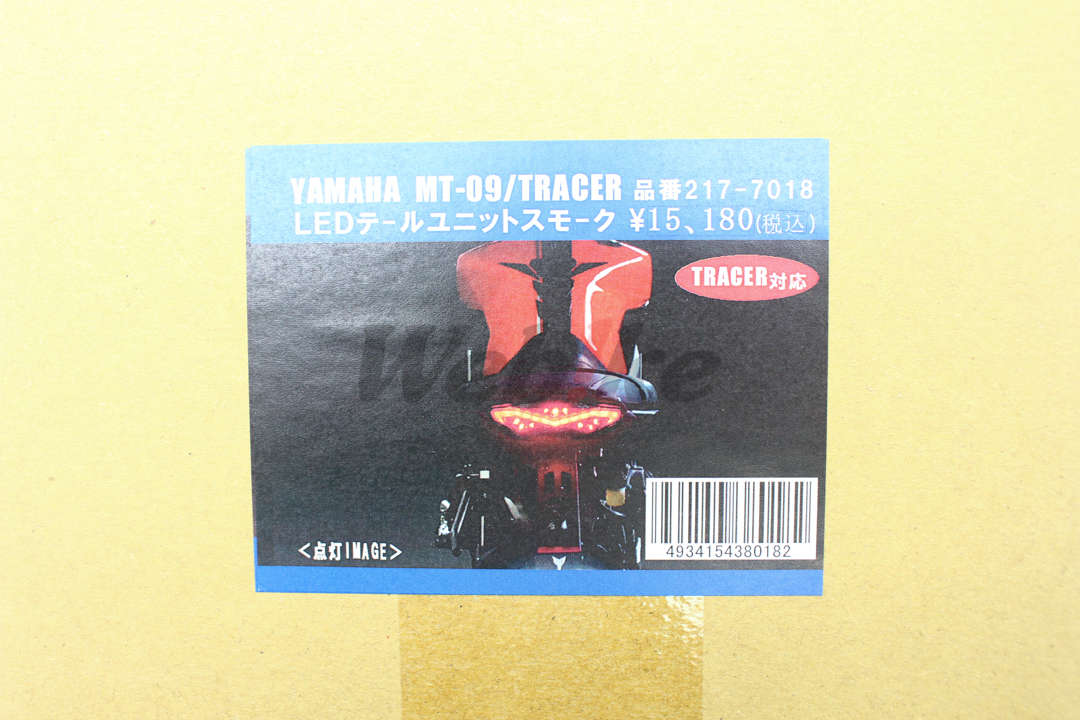 YAMAHA MT-09/TRACER 品番217-7018
LEDテールユニットスモーク ¥15、180(税込)
TRACER対応
Webike
<点灯IMAGE>
4934154380182